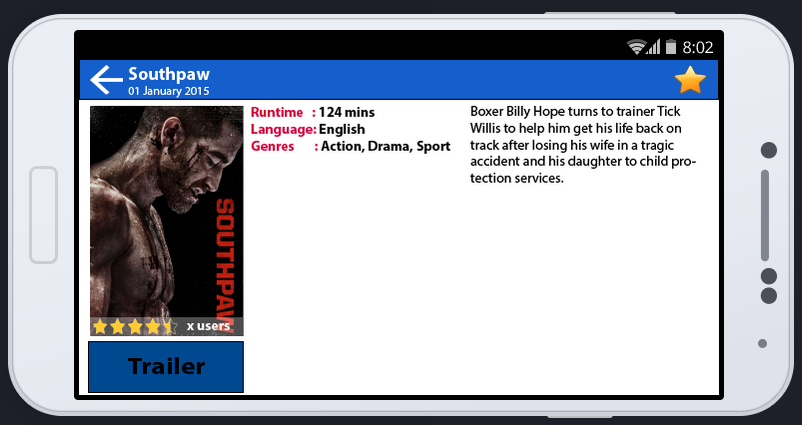 8:02
Southpaw
01 January 2015
Runtime : 124 mins
Language: English
Genres : Action, Drama, Sport
Boxer Billy Hope turns to trainer Tick
Willis to help him get his life back on
track after losing his wife in a tragic
accident and his daughter to child pro-
tection services.
SOUTHPAW
x users
Trailer